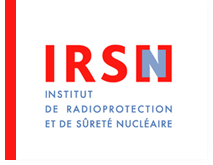 IRSN
INSTITUT
DE RADIOPROTECTION
ET DE SÛRETÉ NUCLÉAIRE